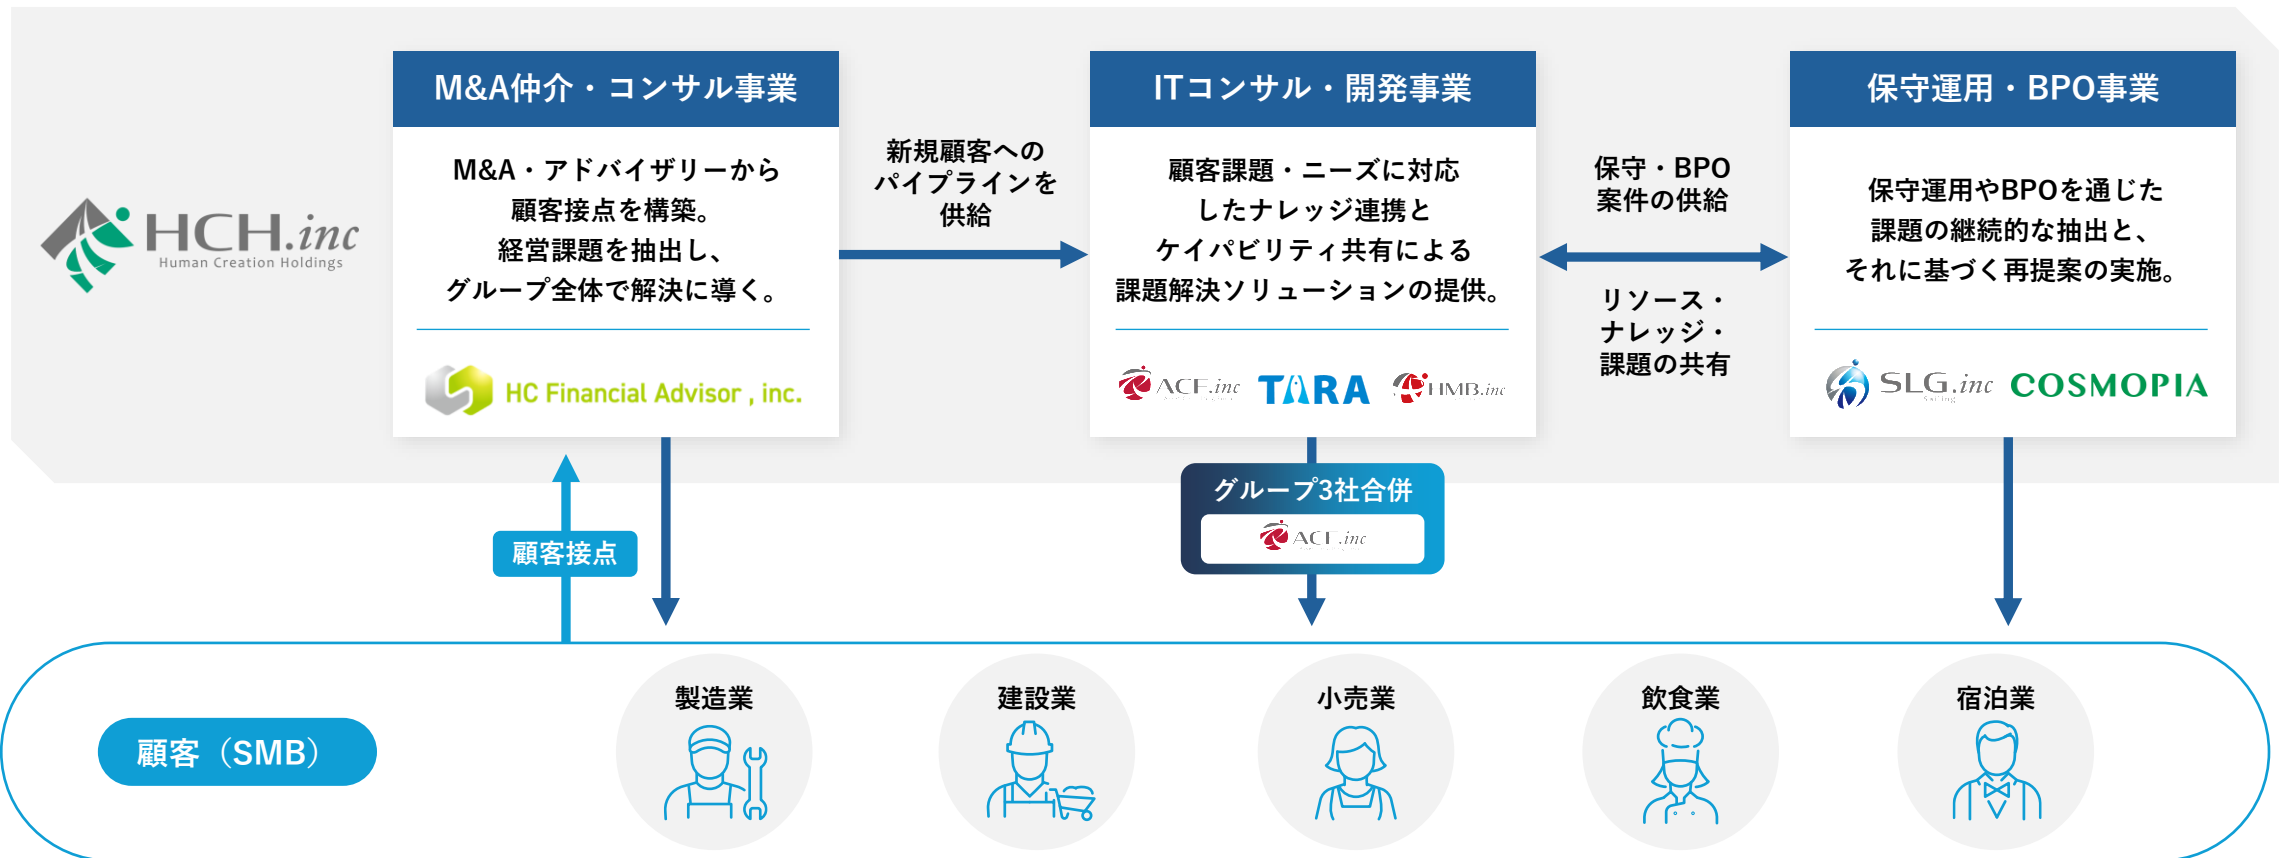 HCH.inc
Human Creation Holdings
M&A仲介・コンサル事業
M&A・アドバイザリーから
顧客接点を構築。
経営課題を抽出し、
グループ全体で解決に導く。
HC Financial Advisor , inc.
新規顧客への
パイプラインを
供給
ITコンサル・開発事業
顧客課題・ニーズに対応
したナレッジ連携と
ケイパビリティ共有による
課題解決ソリューションの提供。
ACF.inc
TARA
HMB.inc
保守・BPO
案件の供給
リソース・
ナレッジ・
課題の共有
保守運用・BPO事業
保守運用やBPOを通じた
課題の継続的な抽出と、
それに基づく再提案の実施。
SLG.inc
Sailing
COSMOPIA
顧客接点
グループ3社合併
ACF.inc
顧客（SMB）
製造業
建設業
小売業
飲食業
宿泊業